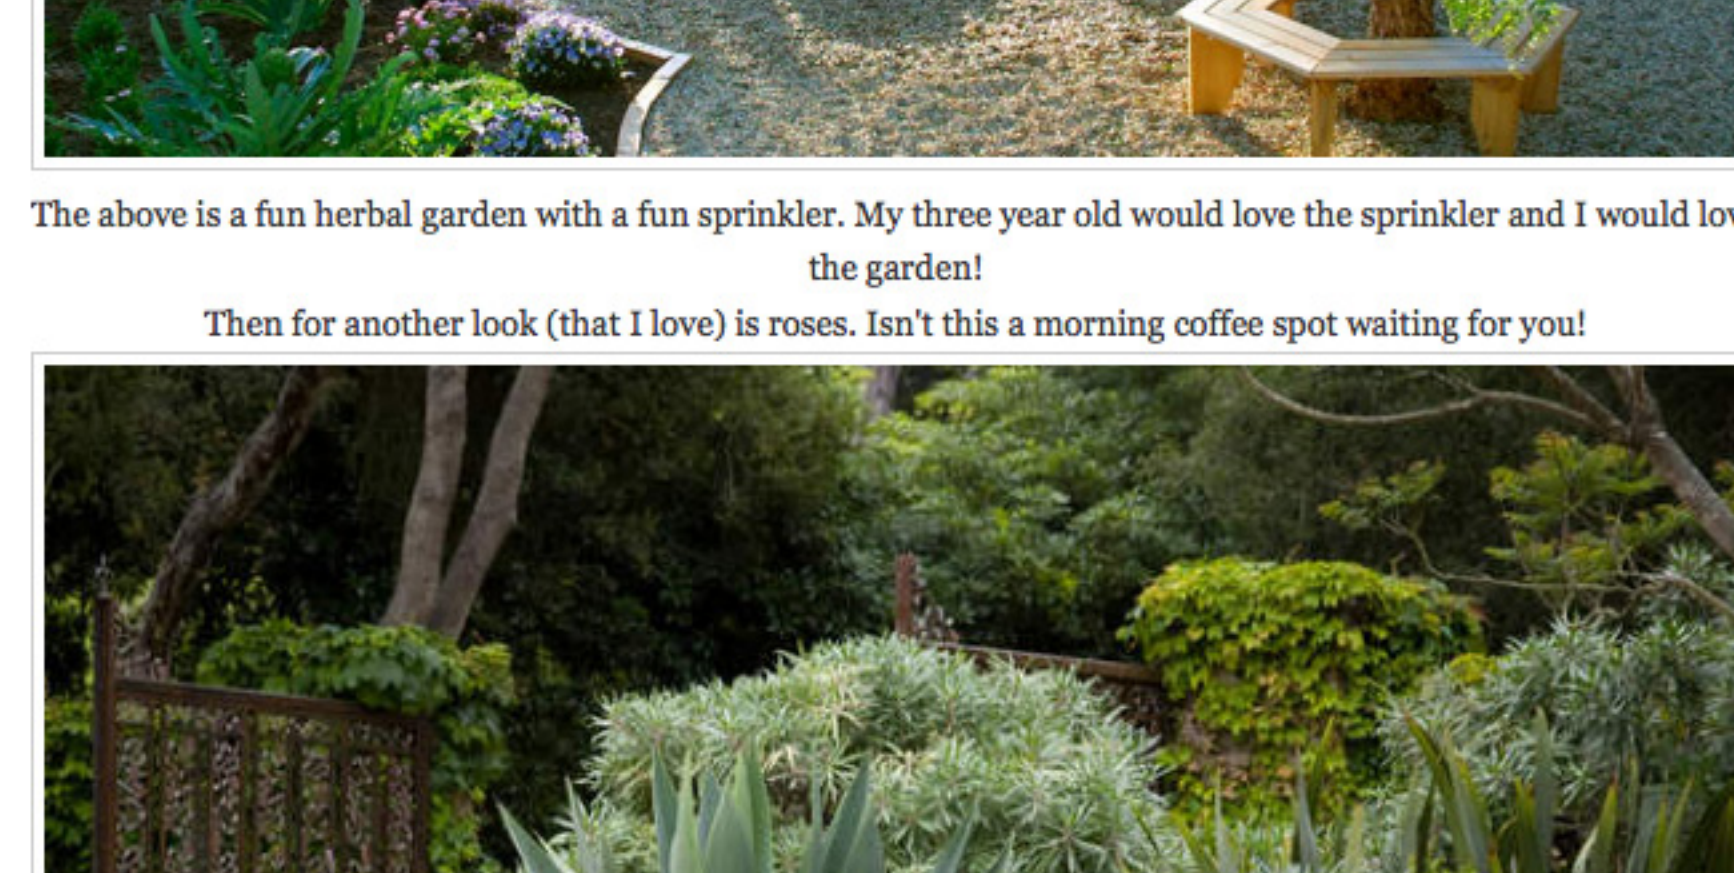 The above is a fun herbal garden with a fun sprinkler. My three year old would love the sprinkler and I would
the garden!
Then for another look (that I love) is roses. Isn't this a morning coffee spot waiting for you!